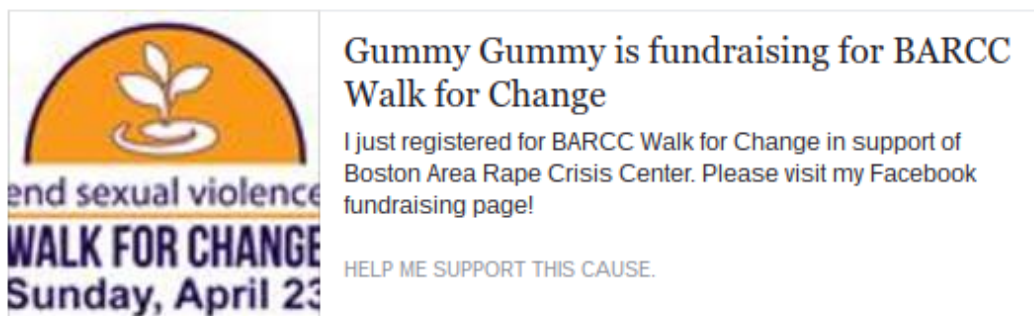 end sexual violence
WALK FOR CHANGE
Sunday, April 23
Gummy Gummy is fundraising for BARCC
Walk for Change
I just registered for BARCC Walk for Change in support of
Boston Area Rape Crisis Center. Please visit my Facebook
fundraising page!
HELP ME SUPPORT THIS CAUSE.